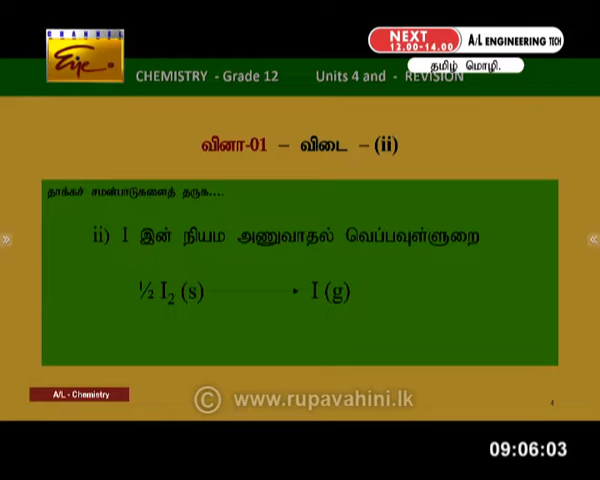 CHANNEL
Eye
NEXT
12.00-14.00
A/L ENGINEERING TECH
தமிழ் மொழி.
CHEMISTRY - Grade 12 Units 4 and - REVISION
வினா-01 – விடை – (ii)
தாக்கச் சமன்பாடுகளைத் தருக....
ii) I இன் நியம அணுவாதல் வெப்பவுள்ளுறை
½ I₂ (s) → I (g)
A/L - Chemistry
© www.rupavahini.lk
4
09:06:03